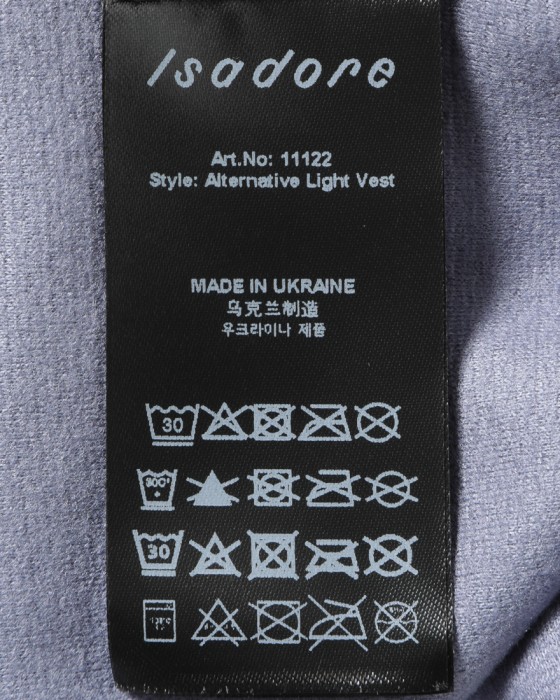 Isadore
Art.No: 11122
Style: Alternative Light Vest
MADE IN UKRAINE
乌克兰制造
우크라이나 제품
30
30